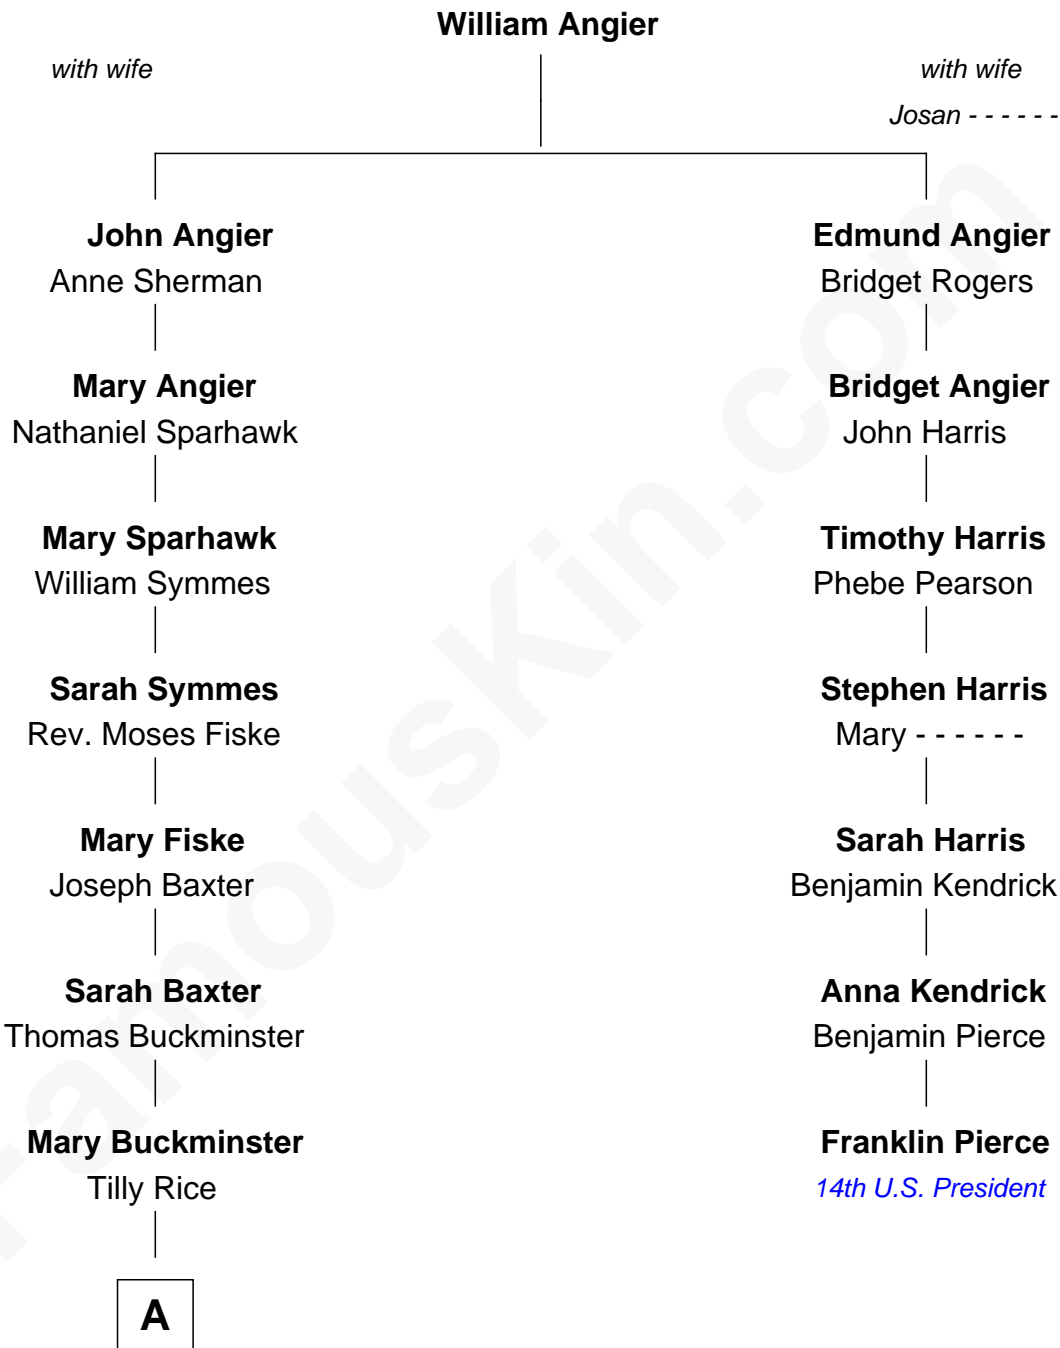 William Angier
with wife
with wife
Josan - - - - - -
John Angier
Anne Sherman
Edmund Angier
Bridget Rogers
Mary Angier
Nathaniel Sparhawk
Bridget Angier
John Harris
Mary Sparhawk
William Symmes
Timothy Harris
Phebe Pearson
Sarah Symmes
Rev. Moses Fiske
Stephen Harris
Mary - - - - - -
Mary Fiske
Joseph Baxter
Sarah Harris
Benjamin Kendrick
Sarah Baxter
Thomas Buckminster
Anna Kendrick
Benjamin Pierce
Mary Buckminster
Tilly Rice
Franklin Pierce
14th U.S. President
A
FamousKin.com